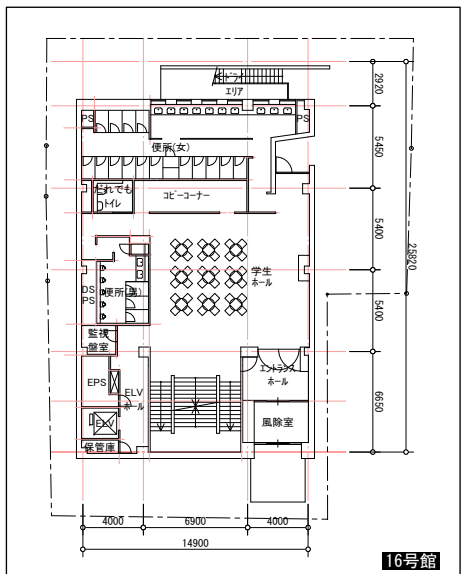 ドライ
エリア
2920
PS
PS
便所(女)
5450
だれでも
トイレ
コピーコーナー
5400
25820
学生
ホール
DS
PS
便所(男)
5400
監視
盤室
エントランス
ホール
EPS
ELV
ホール
6650
ELV
風除室
保管庫
4000
6900
4000
14900
16号館